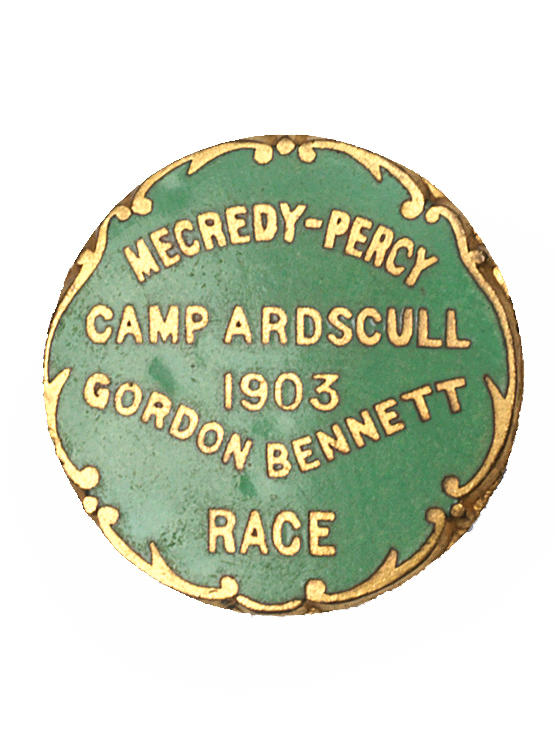 MECREDY-PERCY
CAMP ARDSCULL
1903
GORDON BENNETT
RACE